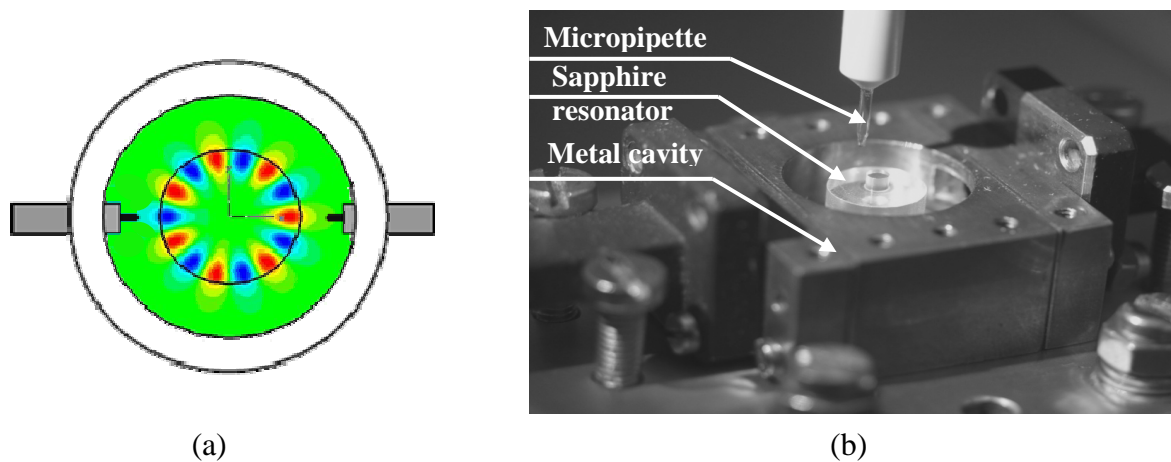 Micropipette
Sapphire
resonator
Metal cavity
(a)
(b)